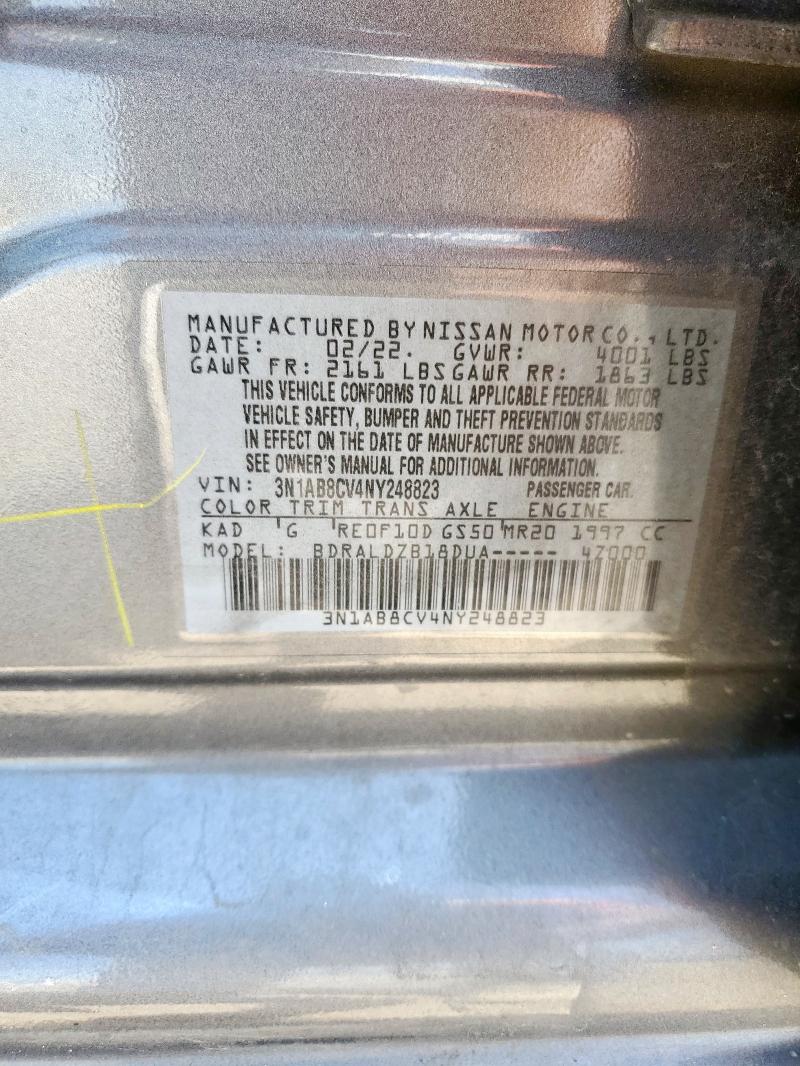 MANUFACTURED BY NISSAN MOTOR CO., LTD.
DATE: 02/22. GVWR: 4001 LBS
GAWR FR: 2161 LBS GAWR RR: 1863 LBS
THIS VEHICLE CONFORMS TO ALL APPLICABLE FEDERAL MOTOR
VEHICLE SAFETY, BUMPER AND THEFT PREVENTION STANDARDS
IN EFFECT ON THE DATE OF MANUFACTURE SHOWN ABOVE.
SEE OWNER'S MANUAL FOR ADDITIONAL INFORMATION.
VIN: 3N1AB8CV4NY248823 PASSENGER CAR.
COLOR TRIM TRANS AXLE ENGINE
KAD G RE0F10D GS50 MR20 1997 CC
MODEL: BDRALDZB18DUA----- 4Z000
3N1AB8CV4NY248823